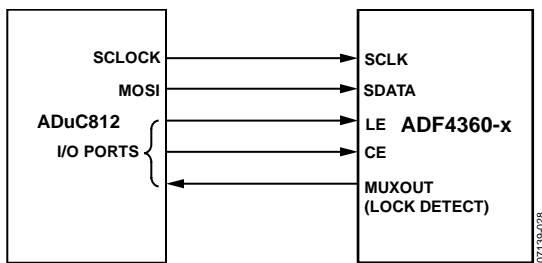 SCLOCK
MOSI
ADuC812
I/O PORTS
SCLK
SDATA
LE
ADF4360-x
CE
MUXOUT
(LOCK DETECT)
07139-028